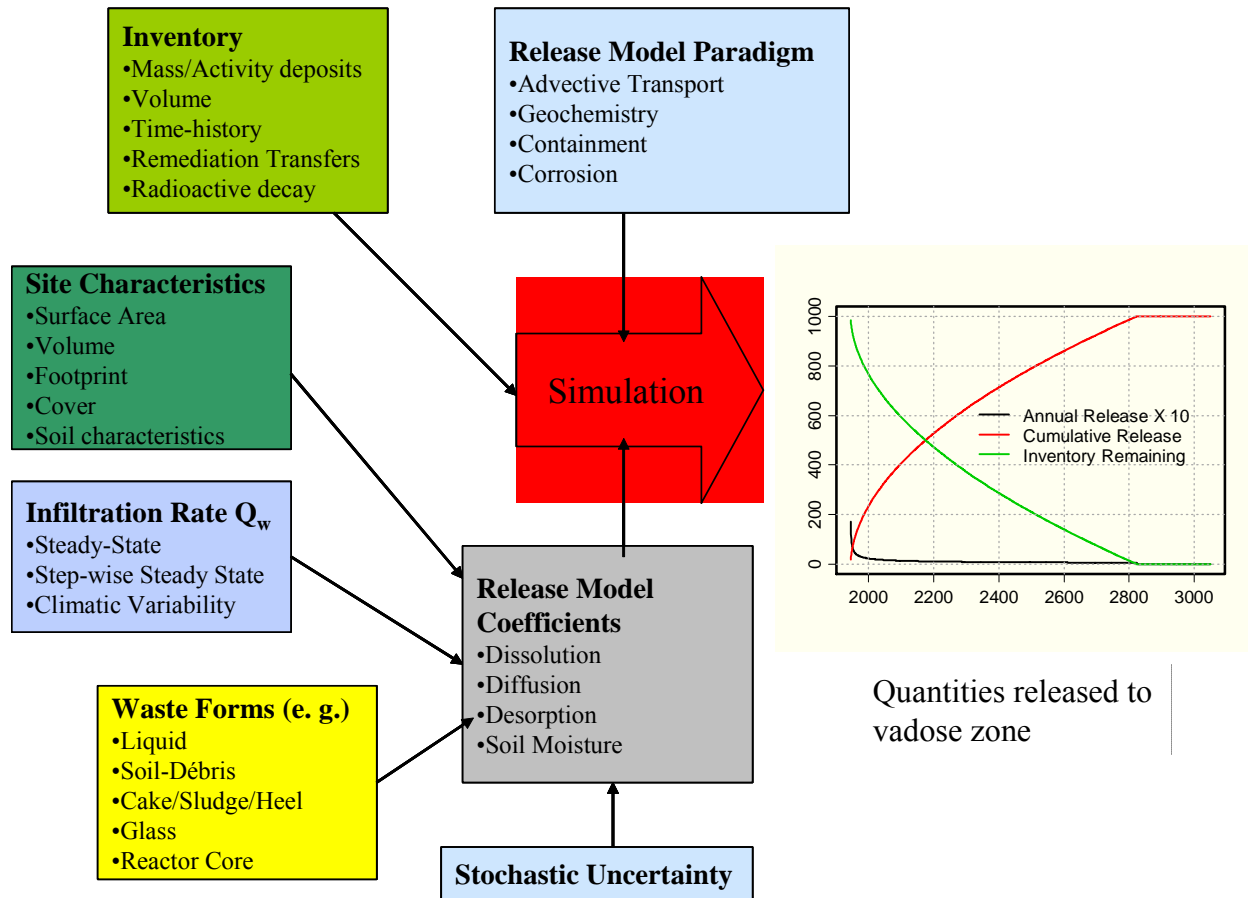 Inventory
•Mass/Activity deposits
•Volume
•Time-history
•Remediation Transfers
•Radioactive decay
Release Model Paradigm
•Advective Transport
•Geochemistry
•Containment
•Corrosion
Site Characteristics
•Surface Area
•Volume
•Footprint
•Cover
•Soil characteristics
Simulation
Infiltration Rate Qw
•Steady-State
•Step-wise Steady State
•Climatic Variability
Release Model
Coefficients
•Dissolution
•Diffusion
•Desorption
•Soil Moisture
Waste Forms (e. g.)
•Liquid
•Soil-Débris
•Cake/Sludge/Heel
•Glass
•Reactor Core
Stochastic Uncertainty
1000
800
600
400
200
0
Annual Release X 10
Cumulative Release
Inventory Remaining
2000 2200 2400 2600 2800 3000
Quantities released to
vadose zone